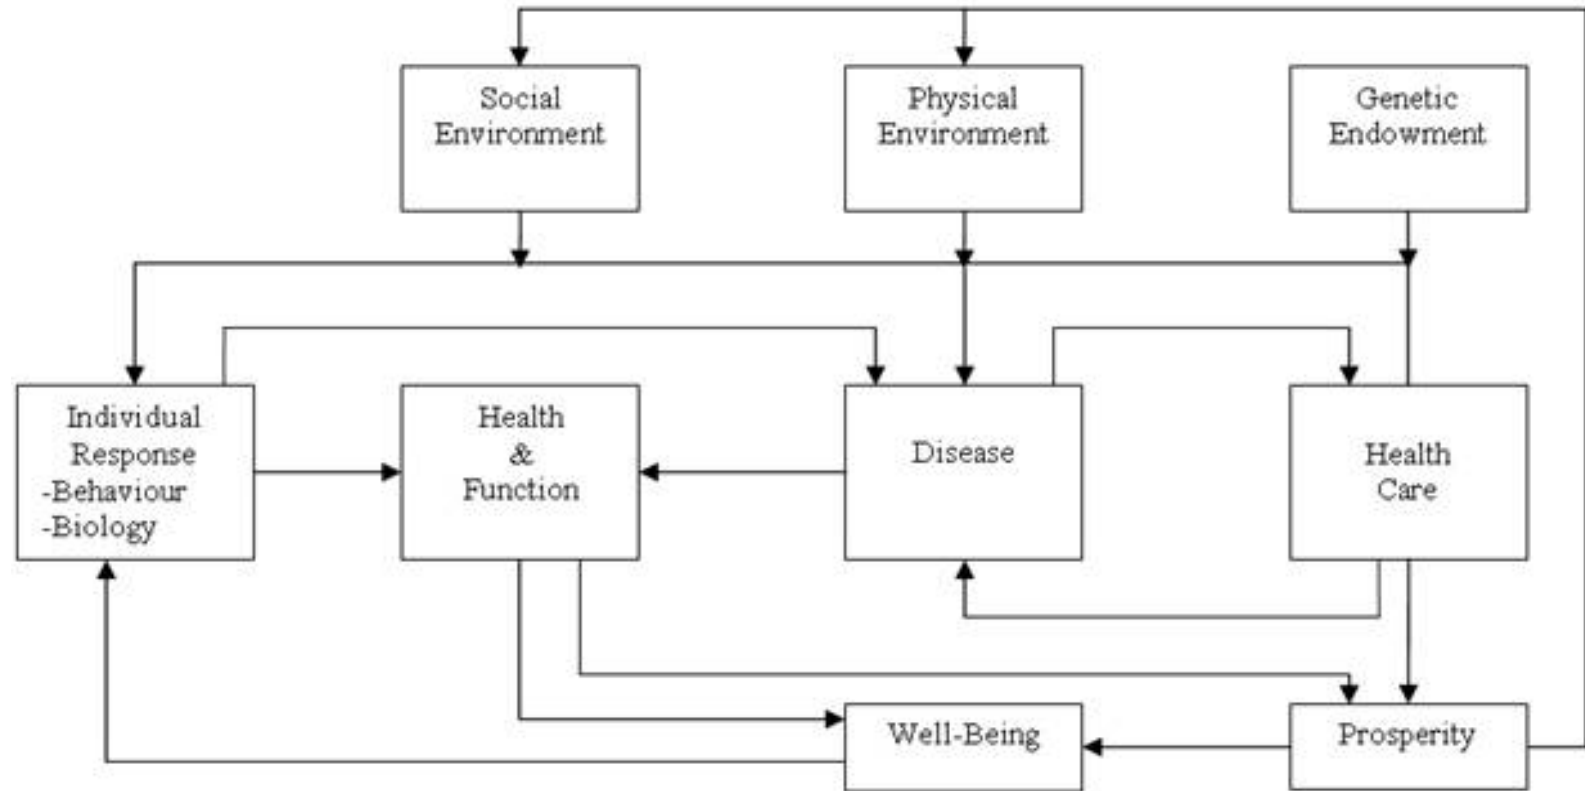 Social
Environment
Physical
Environment
Genetic
Endowment
Individual
Response
-Behaviour
-Biology
Health
&
Function
Disease
Health
Care
Well-Being
Prosperity